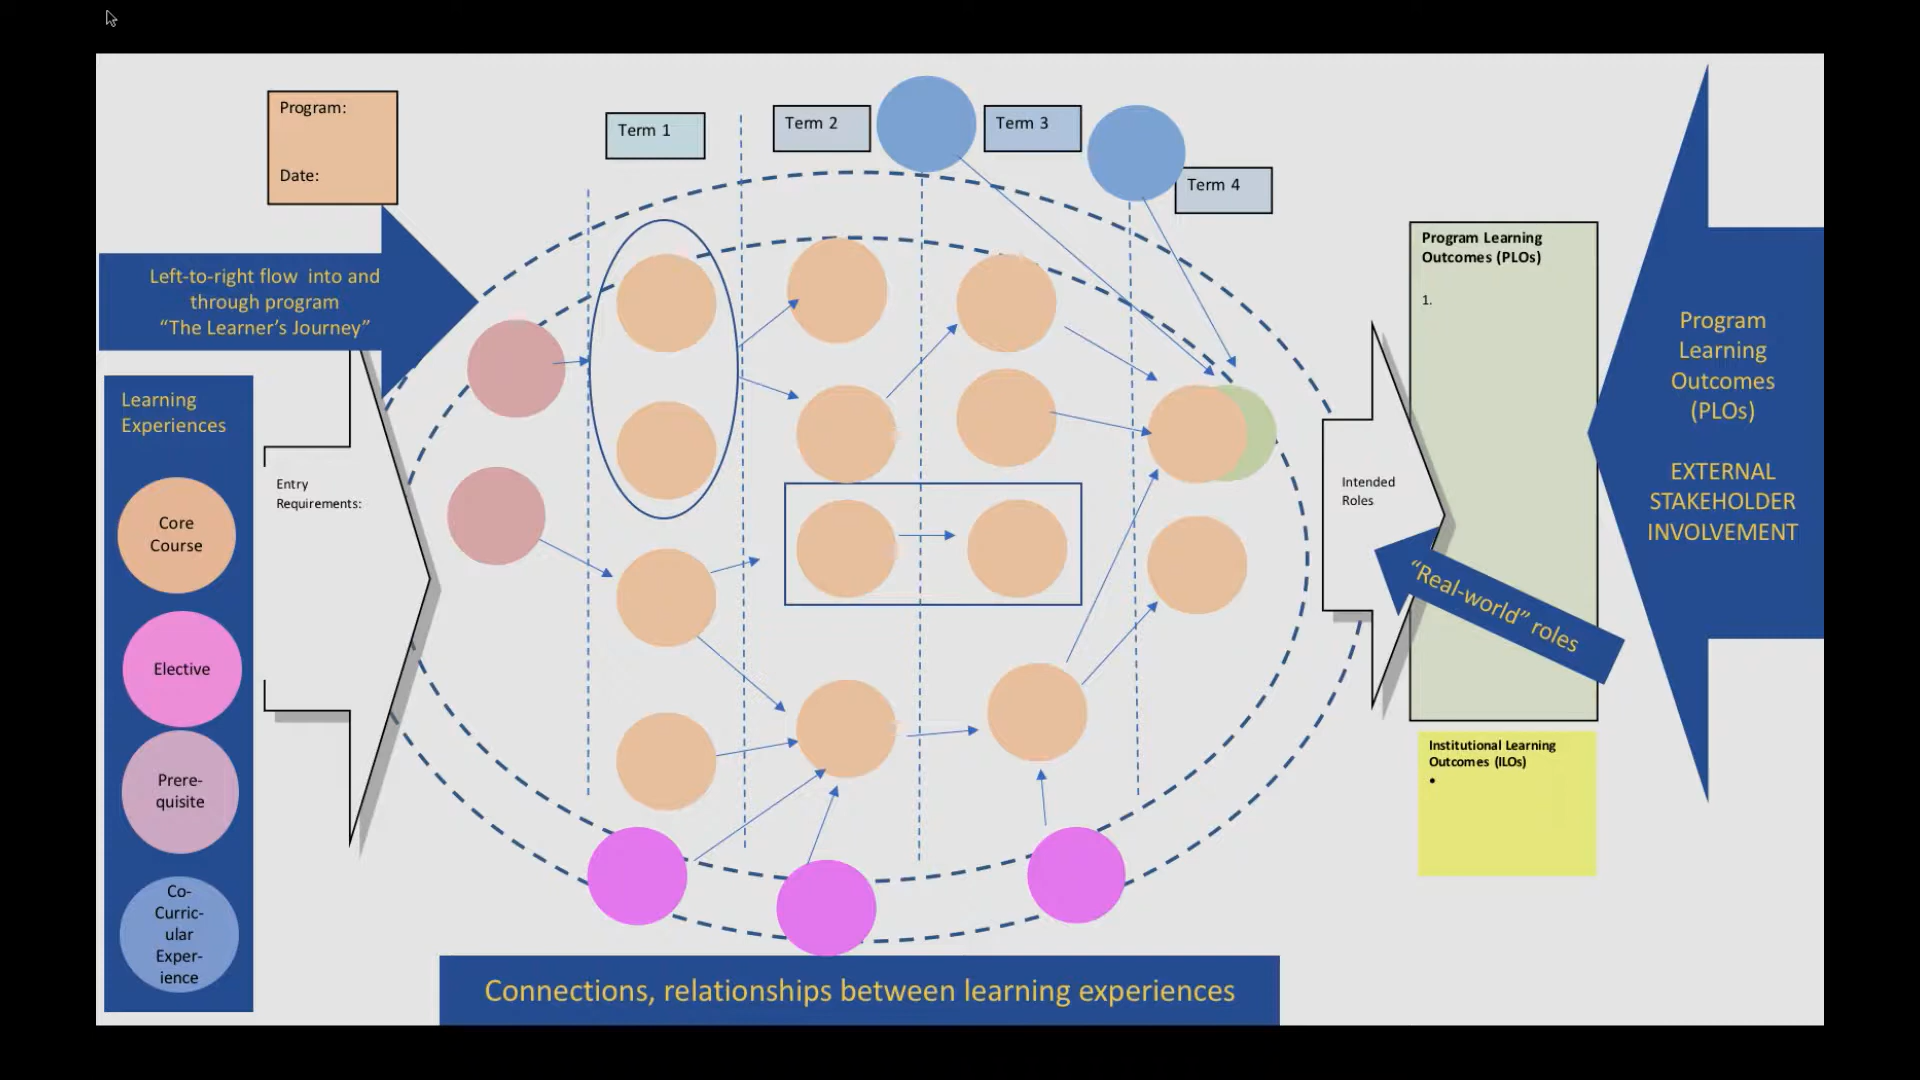 Program:
Date:
Term 1
Term 2
Term 3
Term 4
Left-to-right flow into and
through program
“The Learner’s Journey”
Learning
Experiences
Core
Course
Elective
Prere-
quisite
Co-
Curric-
ular
Exper-
ience
Entry
Requirements:
Intended
Roles
Program Learning
Outcomes (PLOs)
1.
“Real-world” roles
Institutional Learning
Outcomes (ILOs)
•
Program
Learning
Outcomes
(PLOs)
EXTERNAL
STAKEHOLDER
INVOLVEMENT
Connections, relationships between learning experiences